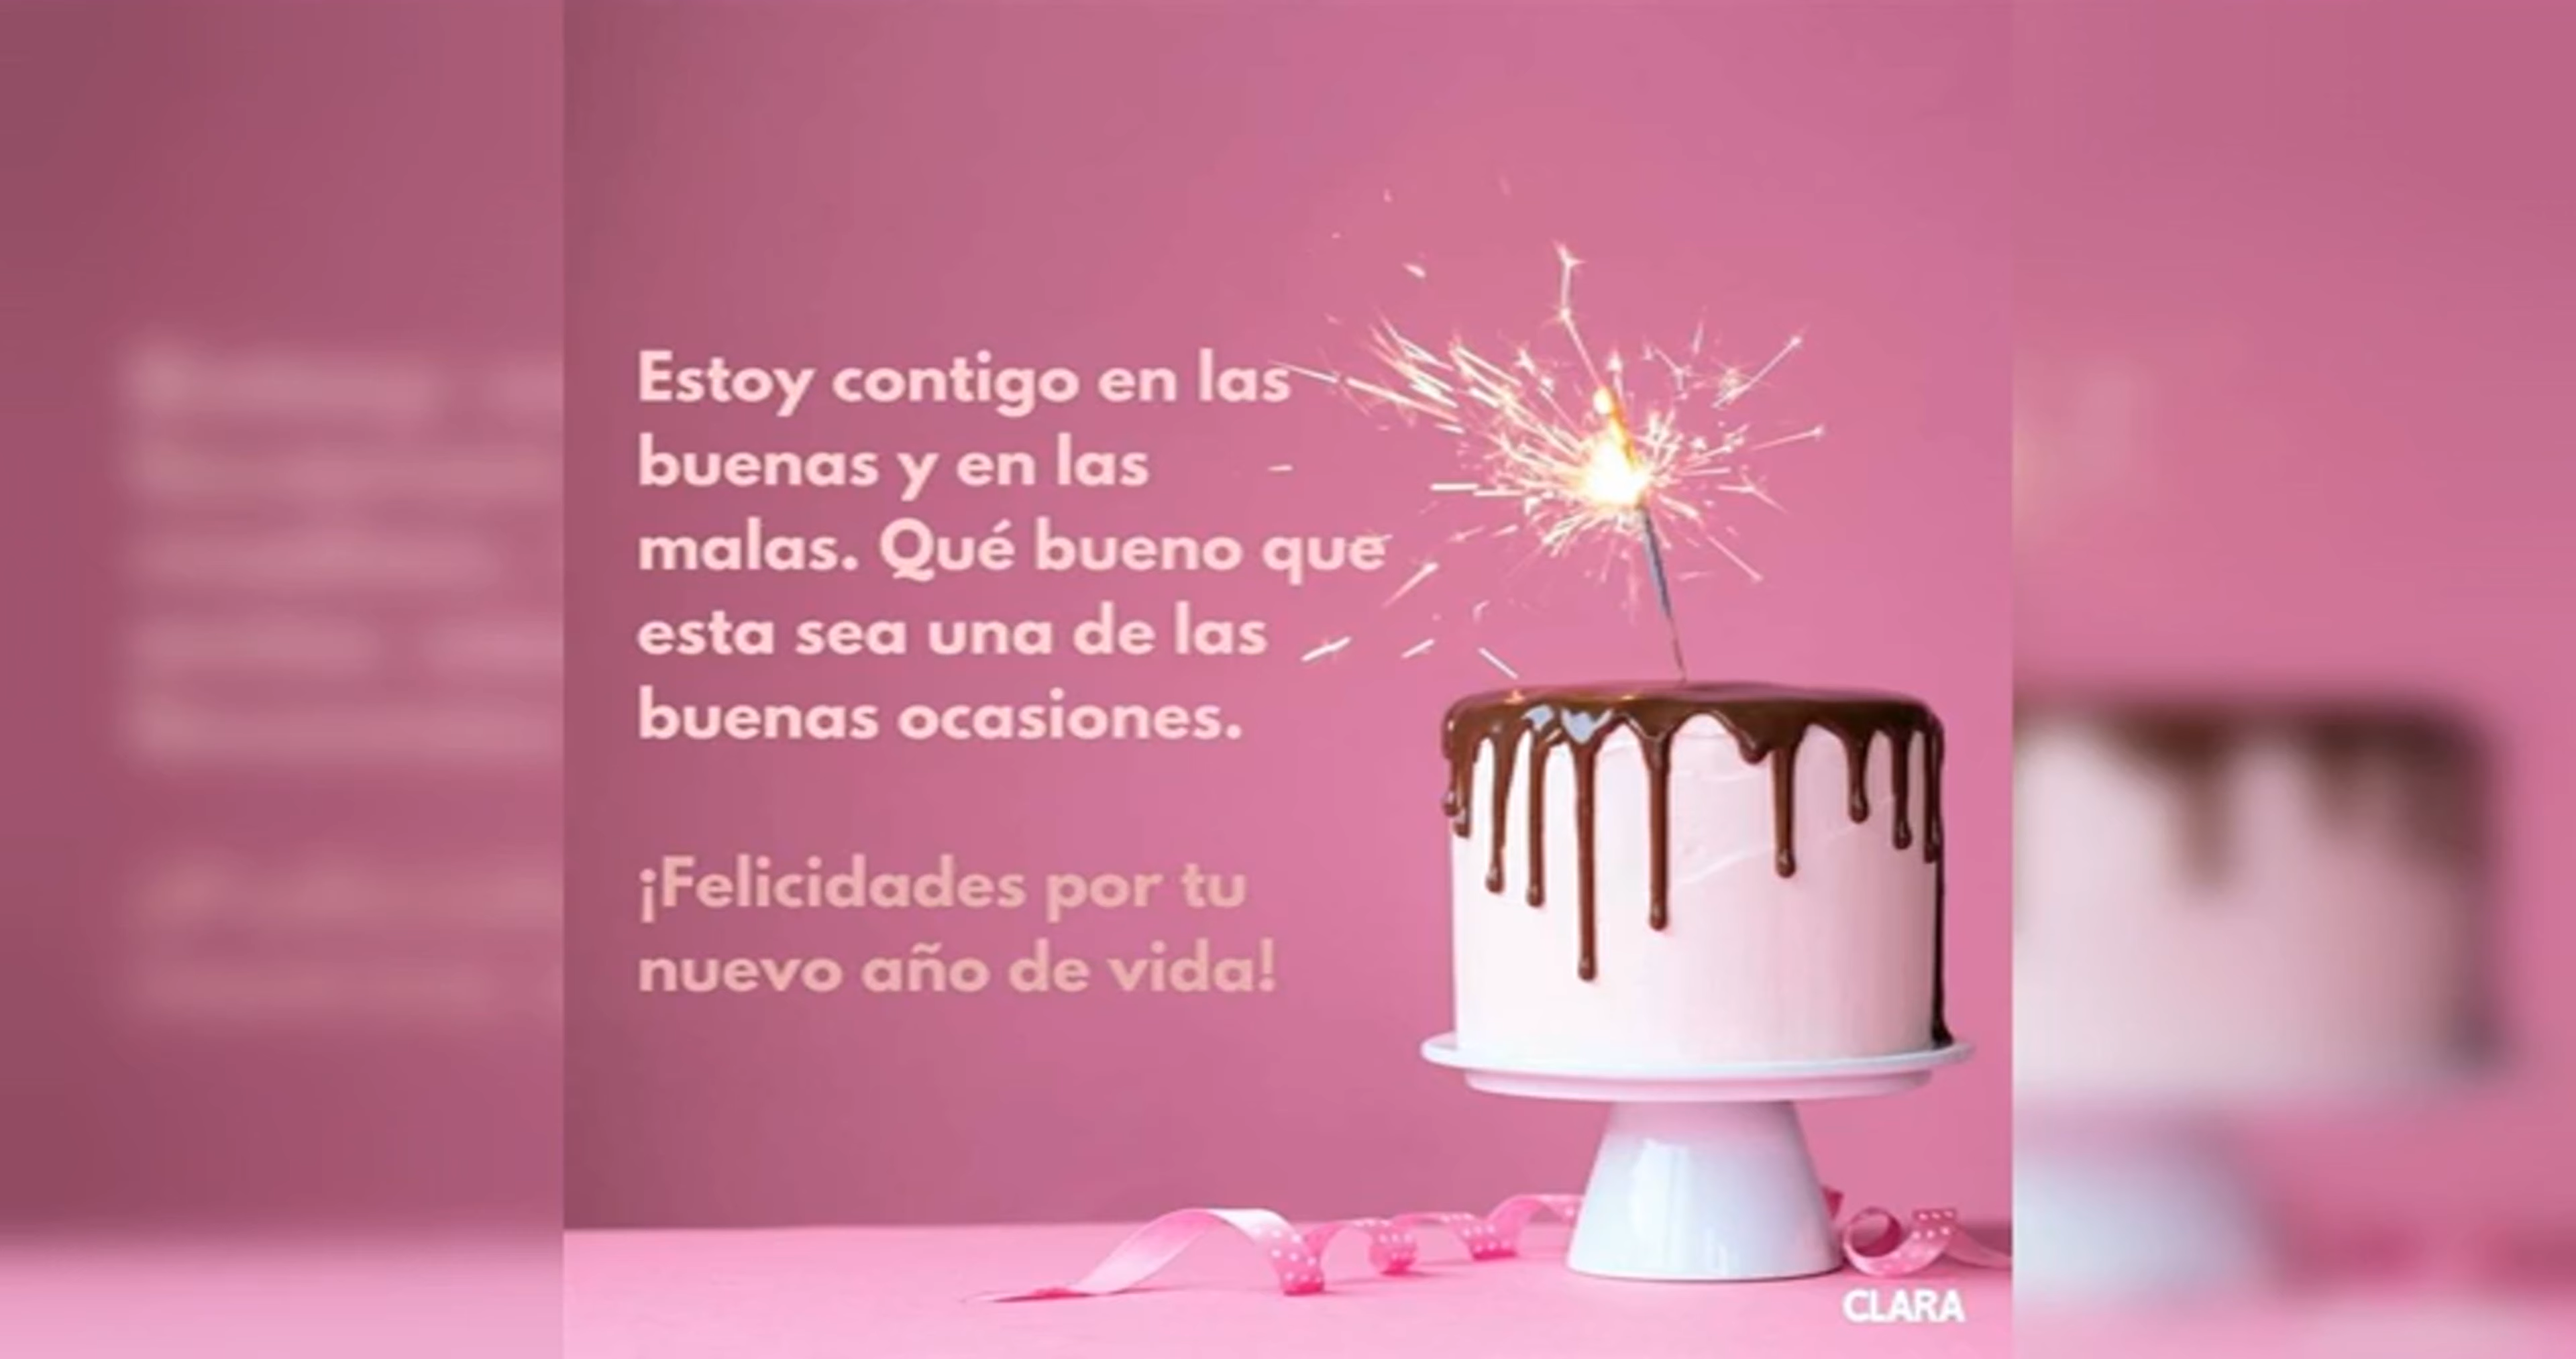 Estoy contigo en las
buenas y en las
malas. Qué bueno que
esta sea una de las
buenas ocasiones.
¡Felicidades por tu
nuevo año de vida!
CLARA